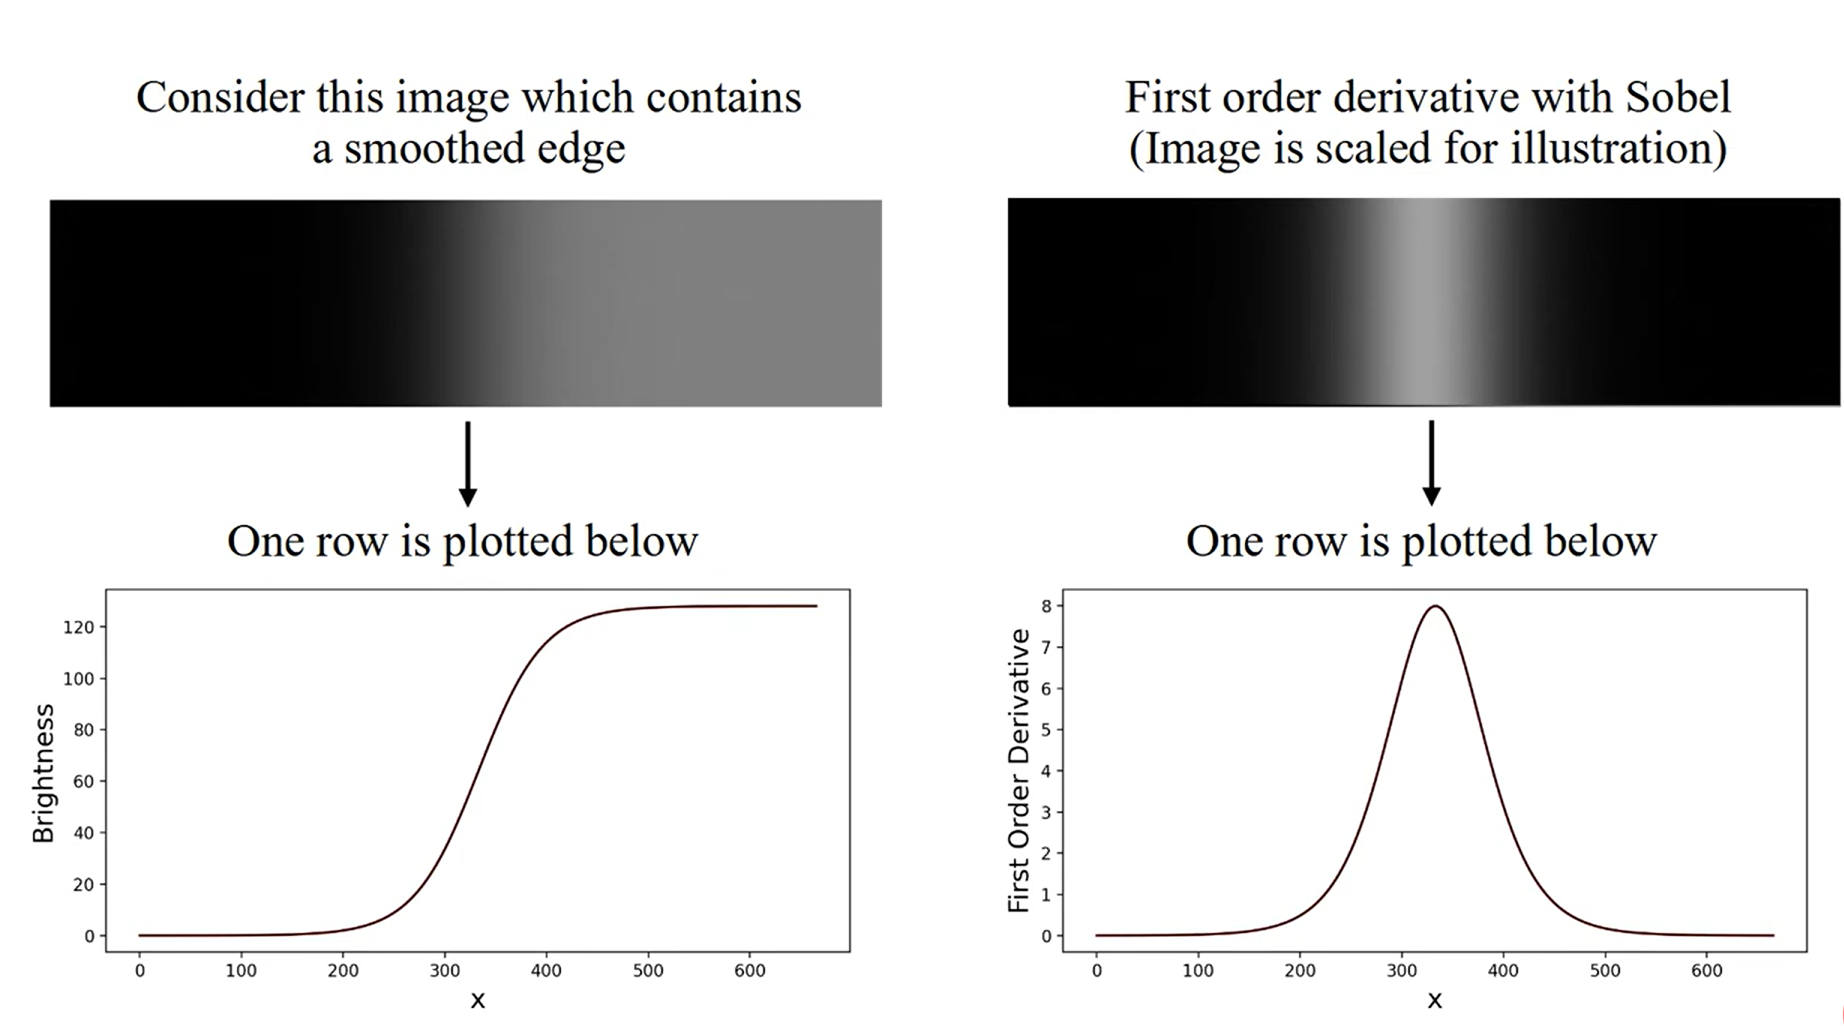 Consider this image which contains
a smoothed edge
One row is plotted below
Brightness
120
100
80
60
40
20
0
0 100 200 300 400 500 600
x
First order derivative with Sobel
(Image is scaled for illustration)
One row is plotted below
First Order Derivative
8
7
6
5
4
3
2
1
0
0 100 200 300 400 500 600
x